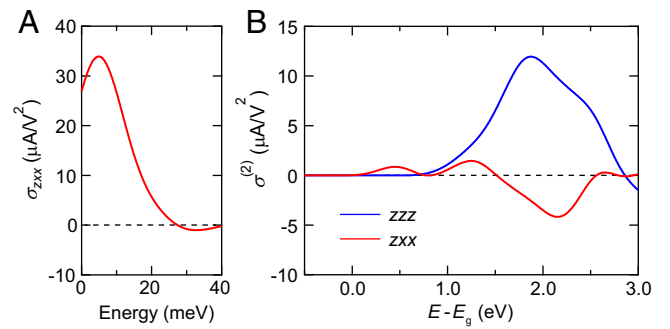 A
B
40
30
20
10
0
-10
σzxx (μA/V²)
0
20
40
Energy (meV)
15
10
5
0
-5
-10
σ⁽²⁾ (μA/V²
zzz
zxx
0.0
1.0
2.0
3.0
E - Eg (eV)